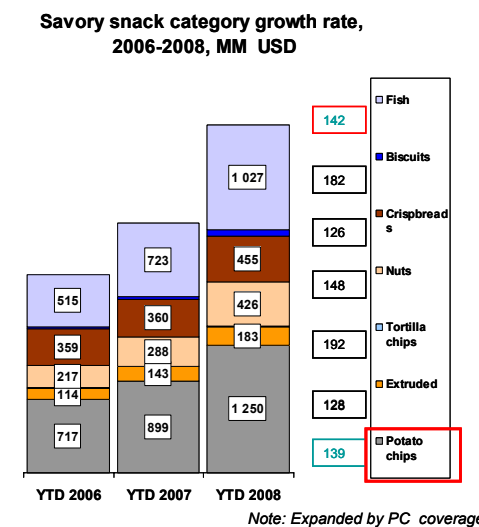 Savory snack category growth rate,
2006-2008, MM USD
Fish
142
Biscuits
182
1 027
Crispbread
s
126
723
455
Nuts
148
515
360
426
Tortilla
chips
359
288
183
192
217
143
Extruded
114
128
1 250
717
899
Potato
chips
139
YTD 2006 YTD 2007 YTD 2008
Note: Expanded by PC coverage